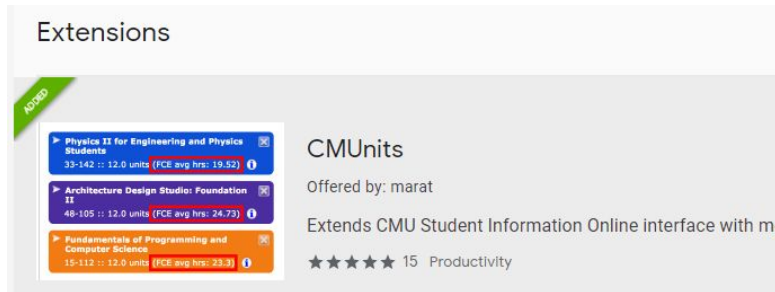 Extensions
ADDED
Physics II for Engineering and Physics
Students
33-142 :: 12.0 units (FCE avg hrs: 19.52)
Architecture Design Studio: Foundation
II
48-105 :: 12.0 units (FCE avg hrs: 24.73)
Fundamentals of Programming and
Computer Science
15-112 :: 12.0 units (FCE avg hrs: 23.3)
CMUnits
Offered by: marat
Extends CMU Student Information Online interface with m
15 Productivity